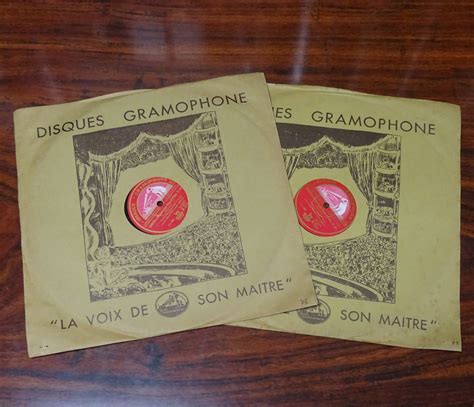 DISQUES GRAMOPHONE
"LA VOIX DE SON MAITRE"
DISQUES GRAMOPHONE
SON MAITRE"